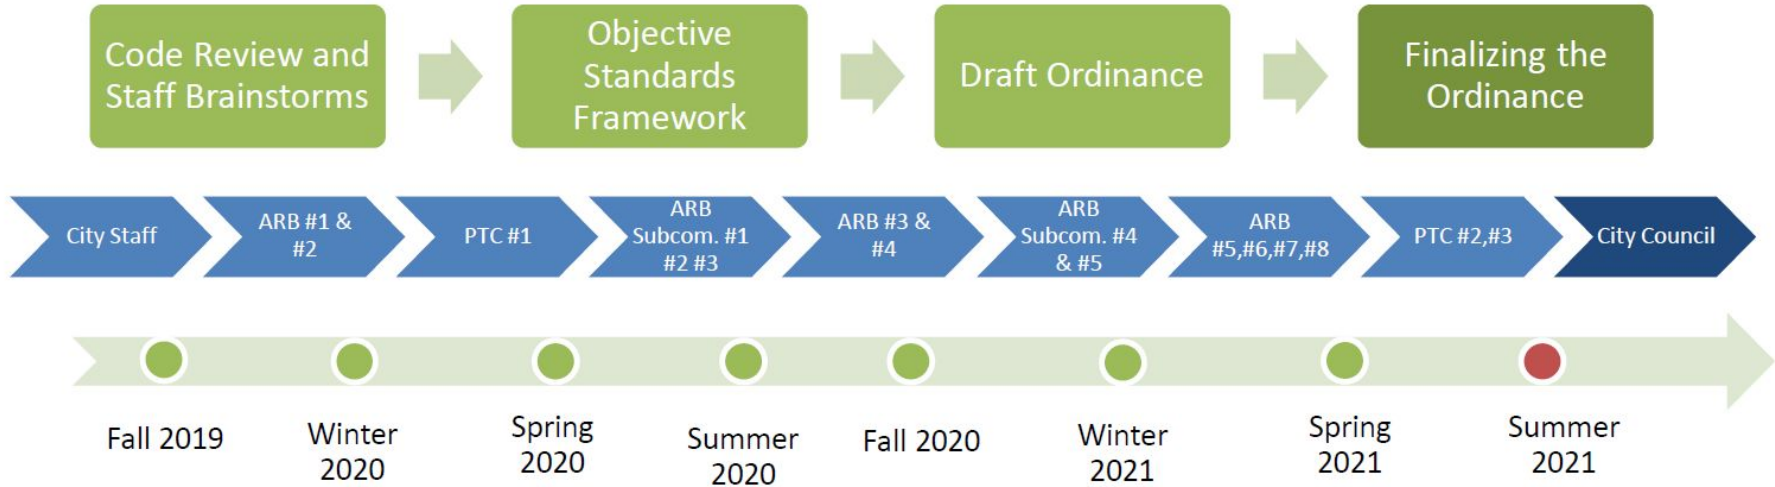 Code Review and
Staff Brainstorms
Objective
Standards
Framework
Draft Ordinance
Finalizing the
Ordinance
City Staff
ARB #1 &
#2
PTC #1
ARB
Subcom. #1
#2 #3
ARB #3 &
#4
ARB
Subcom. #4
& #5
ARB
#5,#6,#7,#8
PTC #2,#3
City Council
Fall 2019
Winter
2020
Spring
2020
Summer
2020
Fall 2020
Winter
2021
Spring
2021
Summer
2021